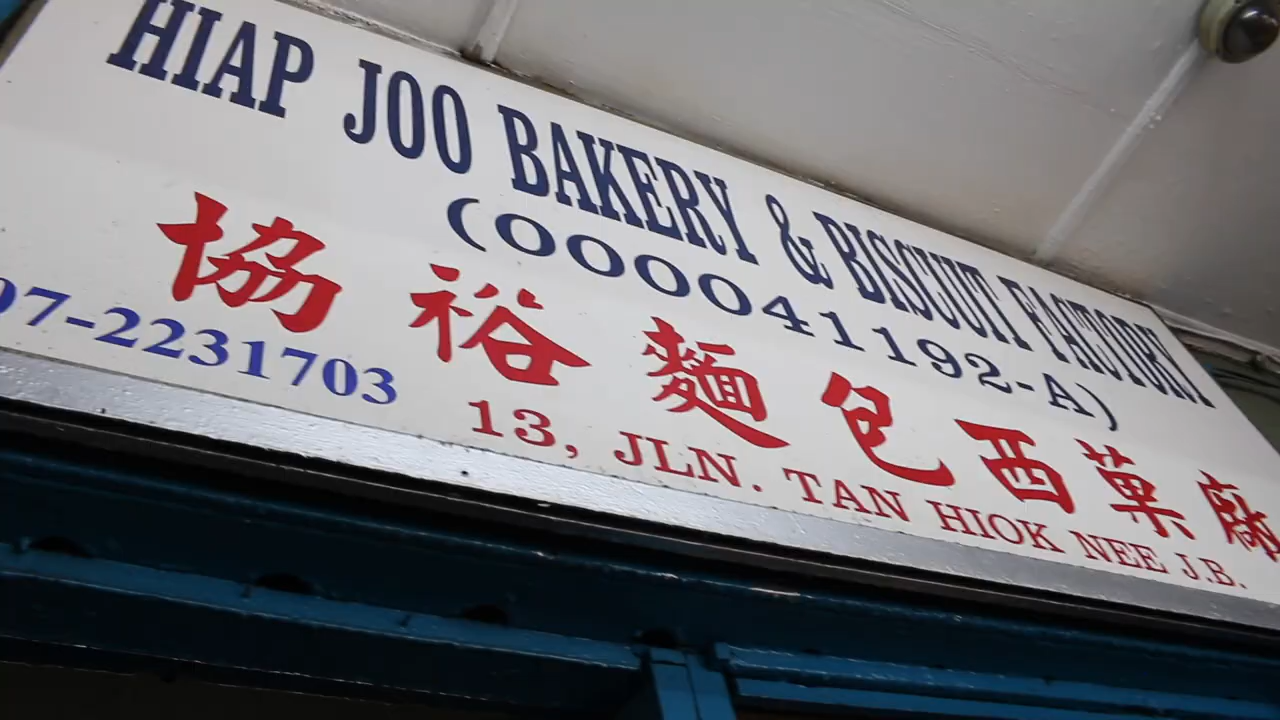 HIAP JOO BAKERY & BISCUIT FACTORY
(000041192-A)
協裕麵包西菓廠
07-2231703 13, JLN. TAN HIOK NEE J.B.